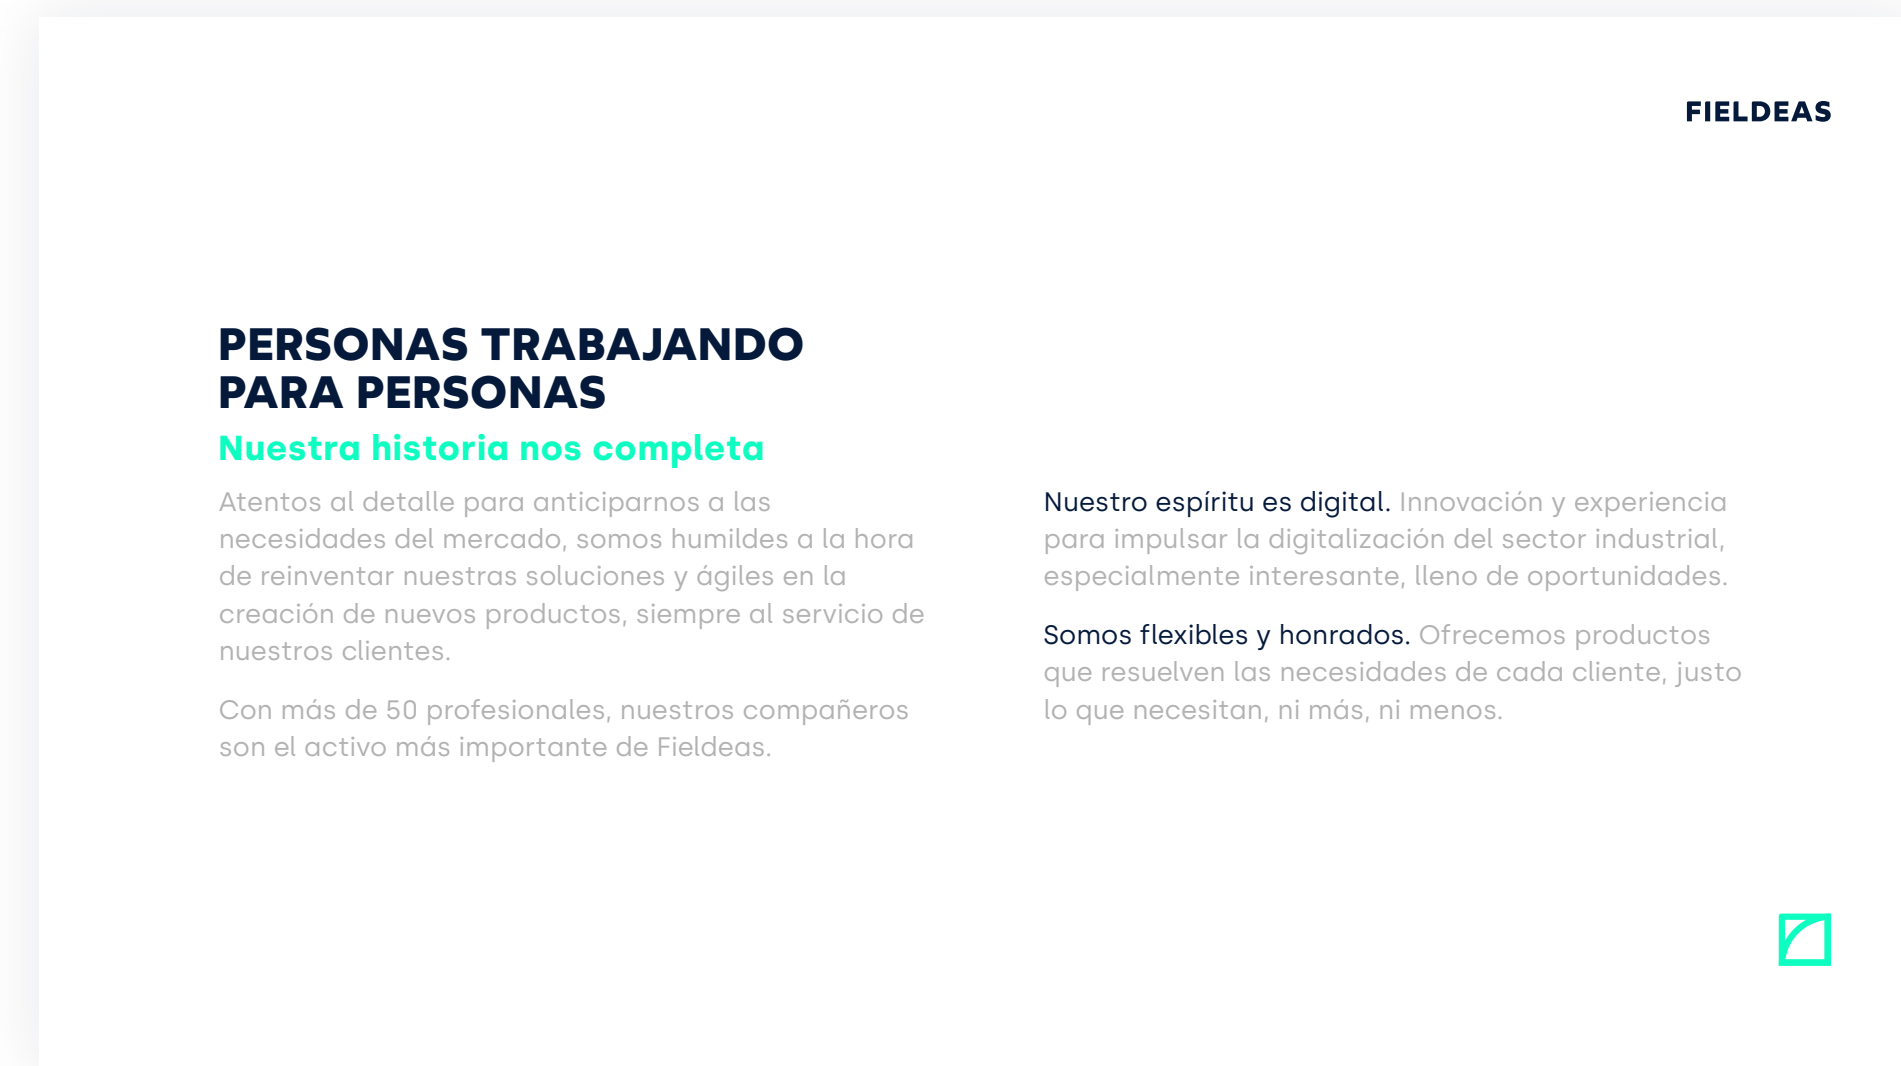 FIELDEAS
PERSONAS TRABAJANDO
PARA PERSONAS
Nuestra historia nos completa
Atentos al detalle para anticiparnos a las
necesidades del mercado, somos humildes a la hora
de reinventar nuestras soluciones y ágiles en la
creación de nuevos productos, siempre al servicio de
nuestros clientes.
Con más de 50 profesionales, nuestros compañeros
son el activo más importante de Fieldeas.
Nuestro espíritu es digital. Innovación y experiencia
para impulsar la digitalización del sector industrial,
especialmente interesante, lleno de oportunidades.
Somos flexibles y honrados. Ofrecemos productos
que resuelven las necesidades de cada cliente, justo
lo que necesitan, ni más, ni menos.